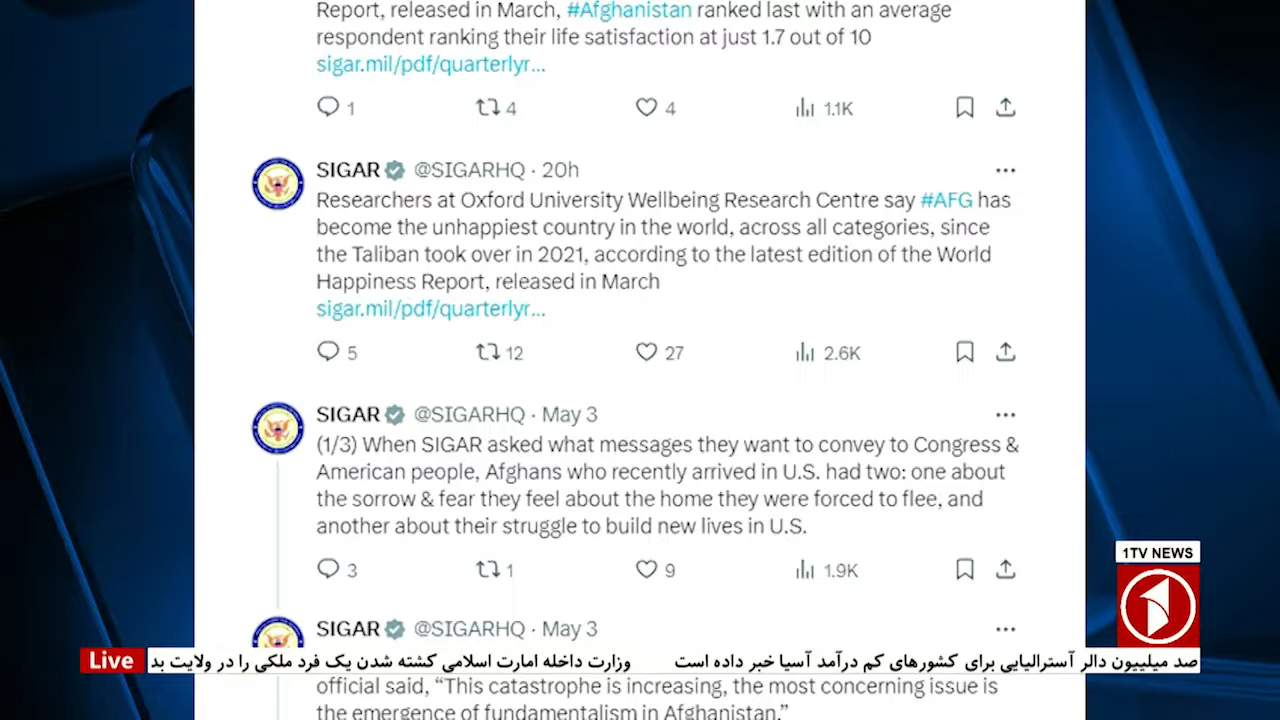 Report, released in March, #Afghanistan ranked last with an average
respondent ranking their life satisfaction at just 1.7 out of 10
sigar.mil/pdf/quarterlyr...
1 4 4 1.1K
SIGAR @SIGARHQ · 20h
Researchers at Oxford University Wellbeing Research Centre say #AFG has
become the unhappiest country in the world, across all categories, since
the Taliban took over in 2021, according to the latest edition of the World
Happiness Report, released in March
sigar.mil/pdf/quarterlyr...
5 12 27 2.6K
SIGAR @SIGARHQ · May 3
(1/3) When SIGAR asked what messages they want to convey to Congress &
American people, Afghans who recently arrived in U.S. had two: one about
the sorrow & fear they feel about the home they were forced to flee, and
another about their struggle to build new lives in U.S.
3 1 9 1.9K
1TV NEWS
SIGAR @SIGARHQ · May 3
Live
صد میلییون دالر آسترالیایی برای کشورهای کم درآمد آسیا خبر داده است
وزارت داخله امارت اسلامی کشته شدن یک فرد ملکی را در ولایت بد
official said, “This catastrophe is increasing, the most concerning issue is
the emergence of fundamentalism in Afghanistan.”